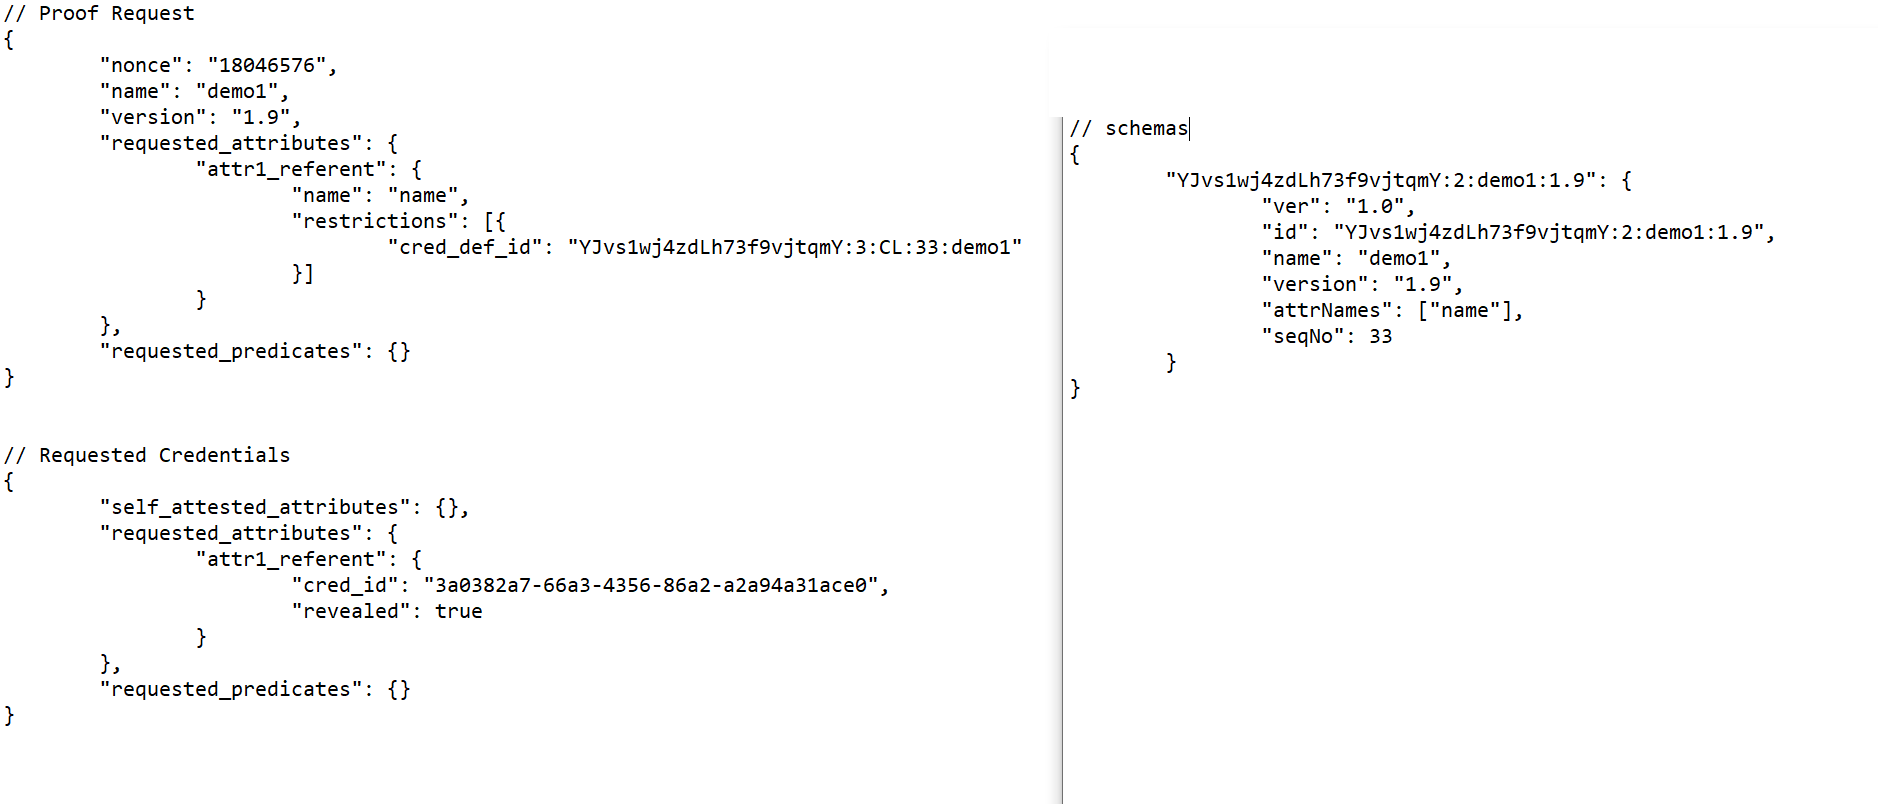 // Proof Request
{
"nonce": "18046576",
"name": "demo1",
"version": "1.9",
"requested_attributes": {
"attr1_referent": {
"name": "name",
"restrictions": [{
"cred_def_id": "YJvs1wj4zdLh73f9vjtqmY:3:CL:33:demo1"
}]
}
},
"requested_predicates": {}
}
// Requested Credentials
{
"self_attested_attributes": {},
"requested_attributes": {
"attr1_referent": {
"cred_id": "3a0382a7-66a3-4356-86a2-a2a94a31ace0",
"revealed": true
}
},
"requested_predicates": {}
}
// schemas
{
"YJvs1wj4zdLh73f9vjtqmY:2:demo1:1.9": {
"ver": "1.0",
"id": "YJvs1wj4zdLh73f9vjtqmY:2:demo1:1.9",
"name": "demo1",
"version": "1.9",
"attrNames": ["name"],
"seqNo": 33
}
}